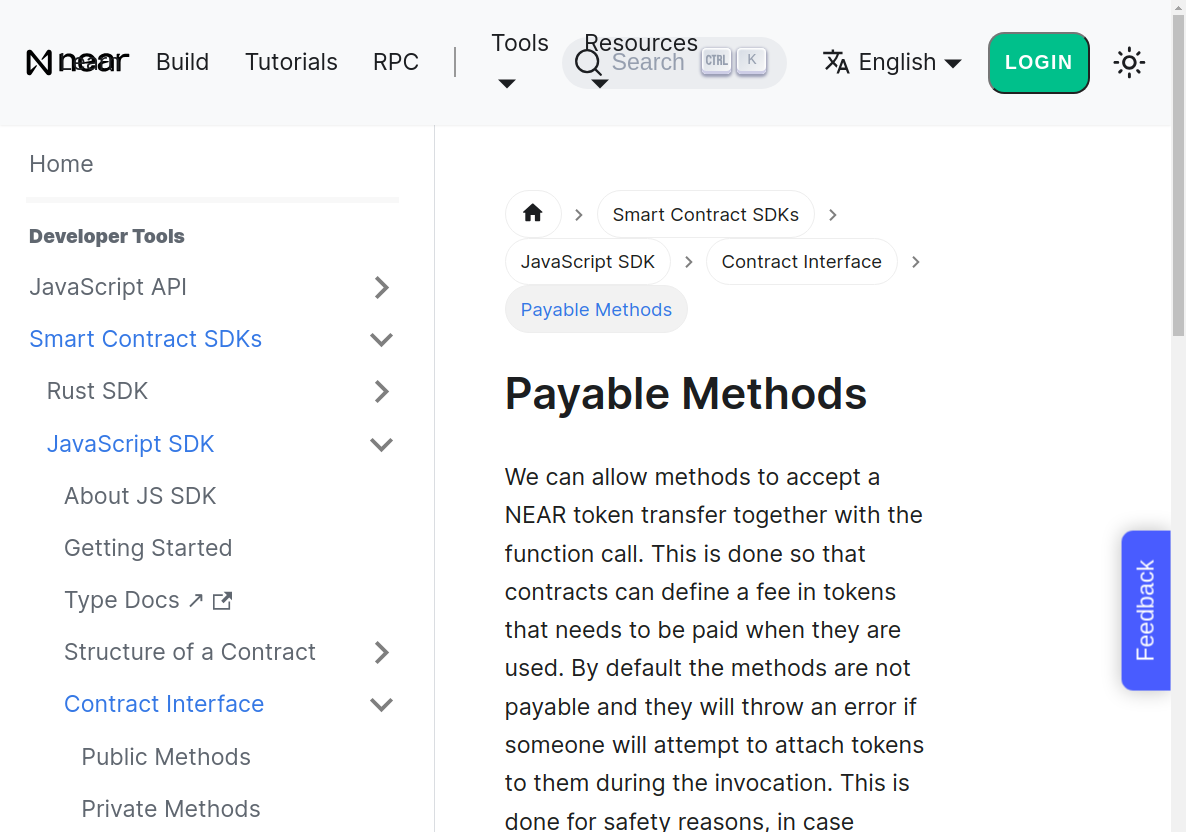 near
Learn
Build
Tutorials
RPC
Tools
Resources
Search
CTRL
K
English
LOGIN
Home
Developer Tools
JavaScript API
Smart Contract SDKs
Rust SDK
JavaScript SDK
About JS SDK
Getting Started
Type Docs ↗
Structure of a Contract
Contract Interface
Public Methods
Private Methods
Smart Contract SDKs
JavaScript SDK
Contract Interface
Payable Methods
Payable Methods
We can allow methods to accept a
NEAR token transfer together with the
function call. This is done so that
contracts can define a fee in tokens
that needs to be paid when they are
used. By default the methods are not
payable and they will throw an error if
someone will attempt to attach tokens
to them during the invocation. This is
done for safety reasons, in case
Feedback